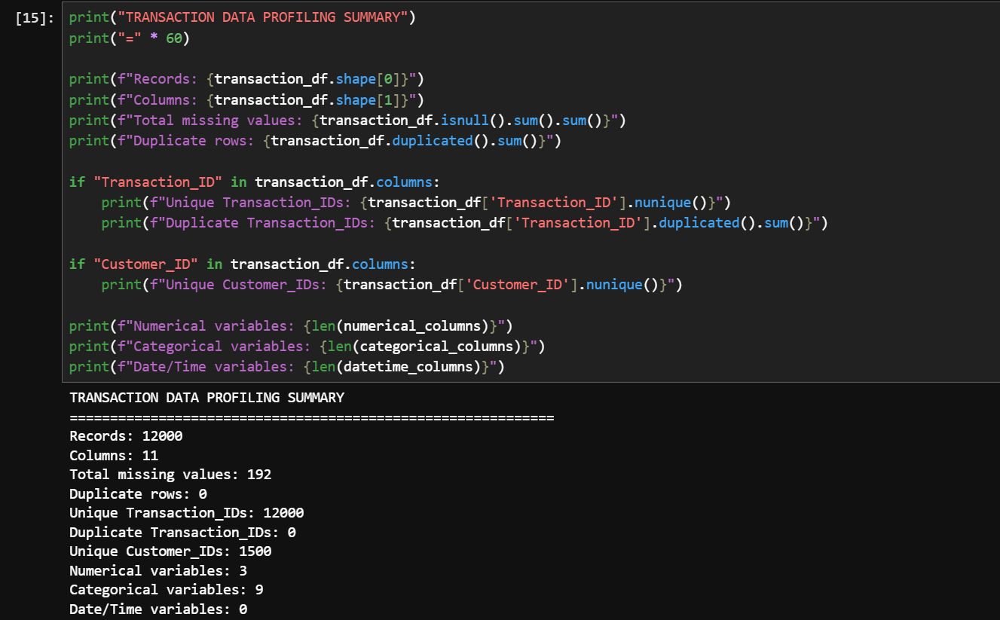 [15]: print("TRANSACTION DATA PROFILING SUMMARY")
print("=" * 60)
print(f"Records: {transaction_df.shape[0]}")
print(f"Columns: {transaction_df.shape[1]}")
print(f"Total missing values: {transaction_df.isnull().sum().sum()}")
print(f"Duplicate rows: {transaction_df.duplicated().sum()}")
if "Transaction_ID" in transaction_df.columns:
    print(f"Unique Transaction_IDs: {transaction_df['Transaction_ID'].nunique()}")
    print(f"Duplicate Transaction_IDs: {transaction_df['Transaction_ID'].duplicated().sum()}")
if "Customer_ID" in transaction_df.columns:
    print(f"Unique Customer_IDs: {transaction_df['Customer_ID'].nunique()}")
print(f"Numerical variables: {len(numerical_columns)}")
print(f"Categorical variables: {len(categorical_columns)}")
print(f"Date/Time variables: {len(datetime_columns)}")
TRANSACTION DATA PROFILING SUMMARY
============================================================
Records: 12000
Columns: 11
Total missing values: 192
Duplicate rows: 0
Unique Transaction_IDs: 12000
Duplicate Transaction_IDs: 0
Unique Customer_IDs: 1500
Numerical variables: 3
Categorical variables: 9
Date/Time variables: 0